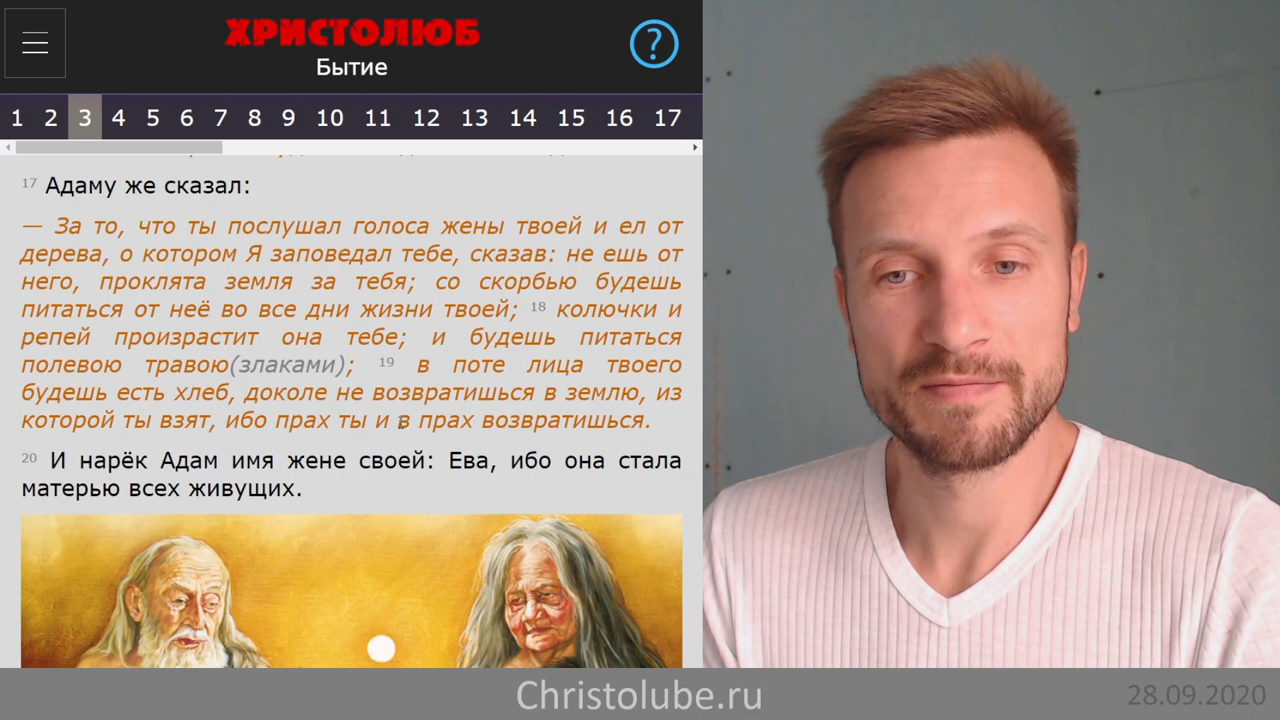 ХРИСТОЛЮБ
?
Бытие
1 2 3 4 5 6 7 8 9 10 11 12 13 14 15 16 17
17 Адаму же сказал:
— За то, что ты послушал голоса жены твоей и ел от
дерева, о котором Я заповедал тебе, сказав: не ешь от
него, проклята земля за тебя; со скорбью будешь
питаться от неё во все дни жизни твоей; 18 колючки и
репей произрастит она тебе; и будешь питаться
полевою травою(злаками); 19 в поте лица твоего
будешь есть хлеб, доколе не возвратишься в землю, из
которой ты взят, ибо прах ты и в прах возвратишься.
20 И нарёк Адам имя жене своей: Ева, ибо она стала
матерью всех живущих.
Christolube.ru
28.09.2020